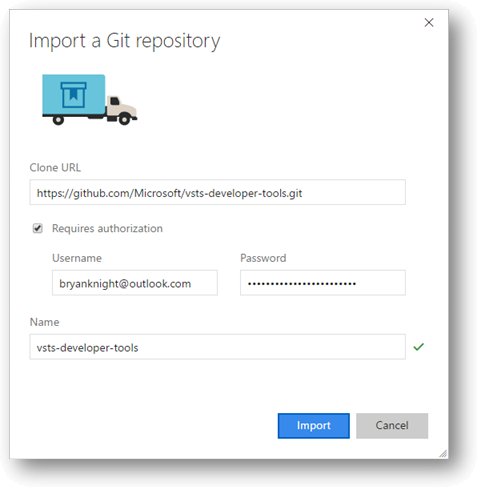 Import a Git repository
Clone URL
https://github.com/Microsoft/vsts-developer-tools.git
Requires authorization
Username Password
bryanknight@outlook.com ••••••••••••••••••••••••
Name
vsts-developer-tools
Import Cancel